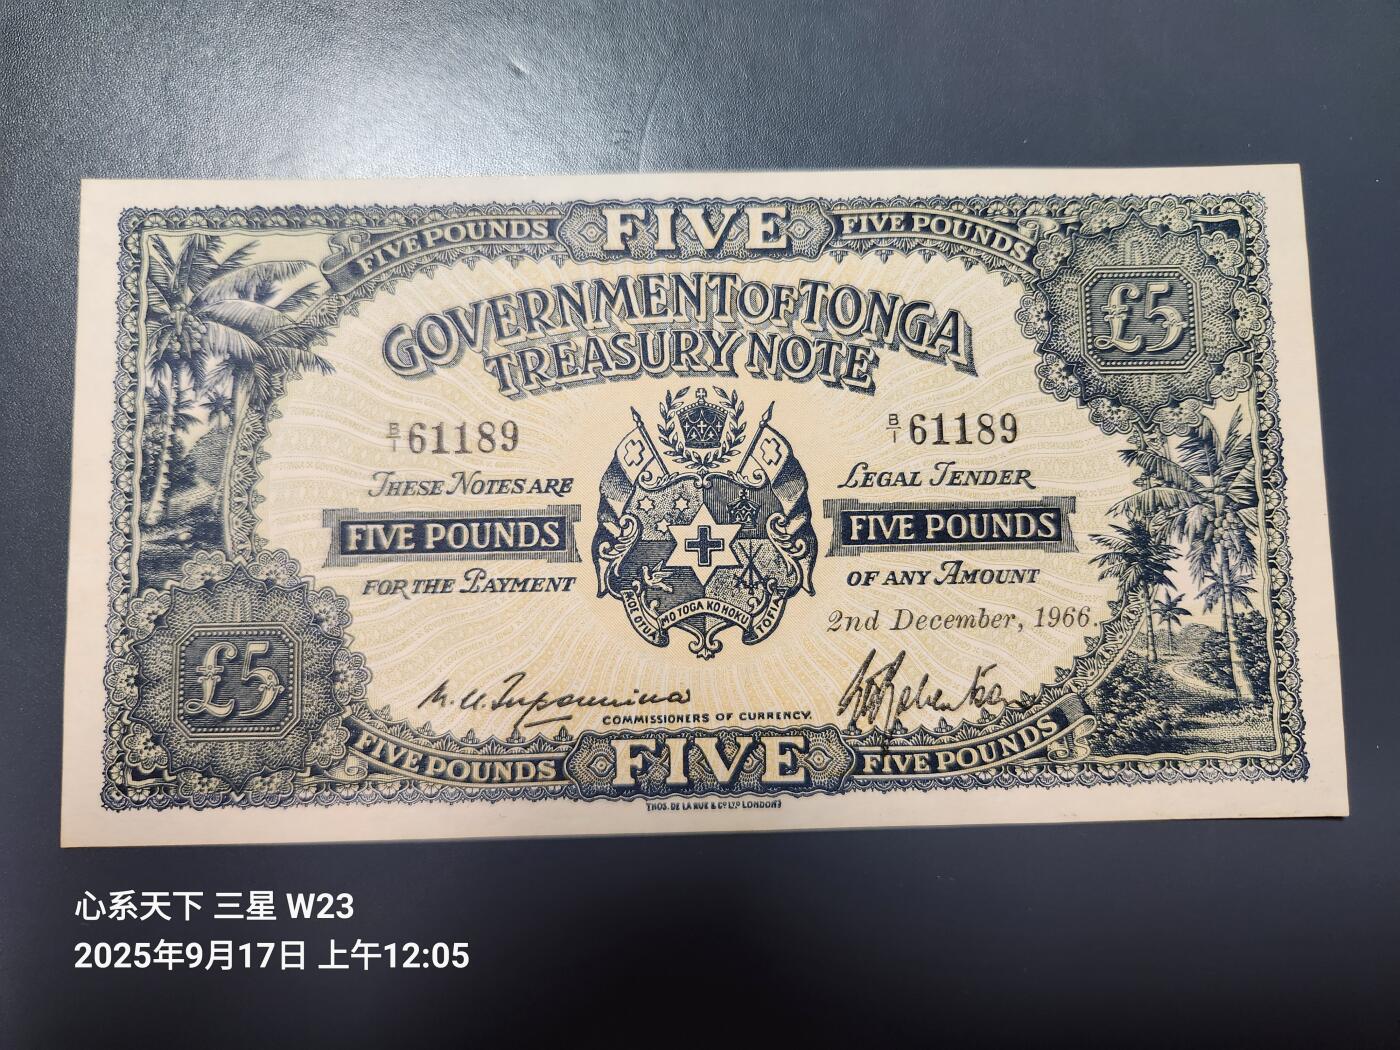 FIVE POUNDS FIVE FIVE POUNDS
£5
GOVERNMENT OF TONGA
TREASURY NOTE
B/1 61189 B/1 61189
THESE NOTES ARE LEGAL TENDER
FIVE POUNDS FIVE POUNDS
FOR THE PAYMENT OF ANY AMOUNT
KOE OTUA MO TOGA KO HOKU TOFIA
2nd December, 1966.
£5
COMMISSIONERS OF CURRENCY.
FIVE POUNDS FIVE FIVE POUNDS
THOS. DE LA RUE & CO. LTD. LONDON
心系天下 三星 W23
2025年9月17日 上午12:05